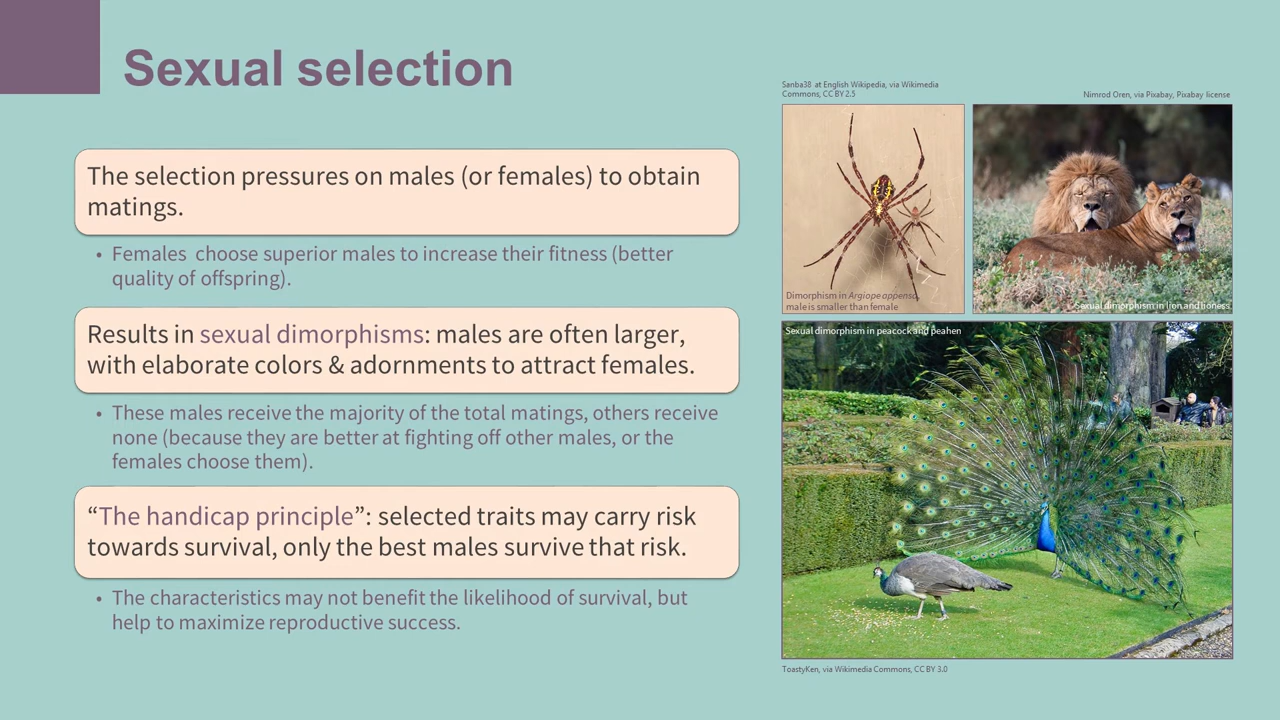 Sexual selection
The selection pressures on males (or females) to obtain
matings.
• Females choose superior males to increase their fitness (better
quality of offspring).
Results in sexual dimorphisms: males are often larger,
with elaborate colors & adornments to attract females.
• These males receive the majority of the total matings, others receive
none (because they are better at fighting off other males, or the
females choose them).
“The handicap principle”: selected traits may carry risk
towards survival, only the best males survive that risk.
• The characteristics may not benefit the likelihood of survival, but
help to maximize reproductive success.
Sanba38 at English Wikipedia, via Wikimedia
Commons, CC BY 2.5
Nimrod Oren, via Pixabay, Pixabay license
Dimorphism in Argiope appensa,
male is smaller than female
Sexual dimorphism in lion and lioness
Sexual dimorphism in peacock and peahen
ToastyKen, via Wikimedia Commons, CC BY 3.0